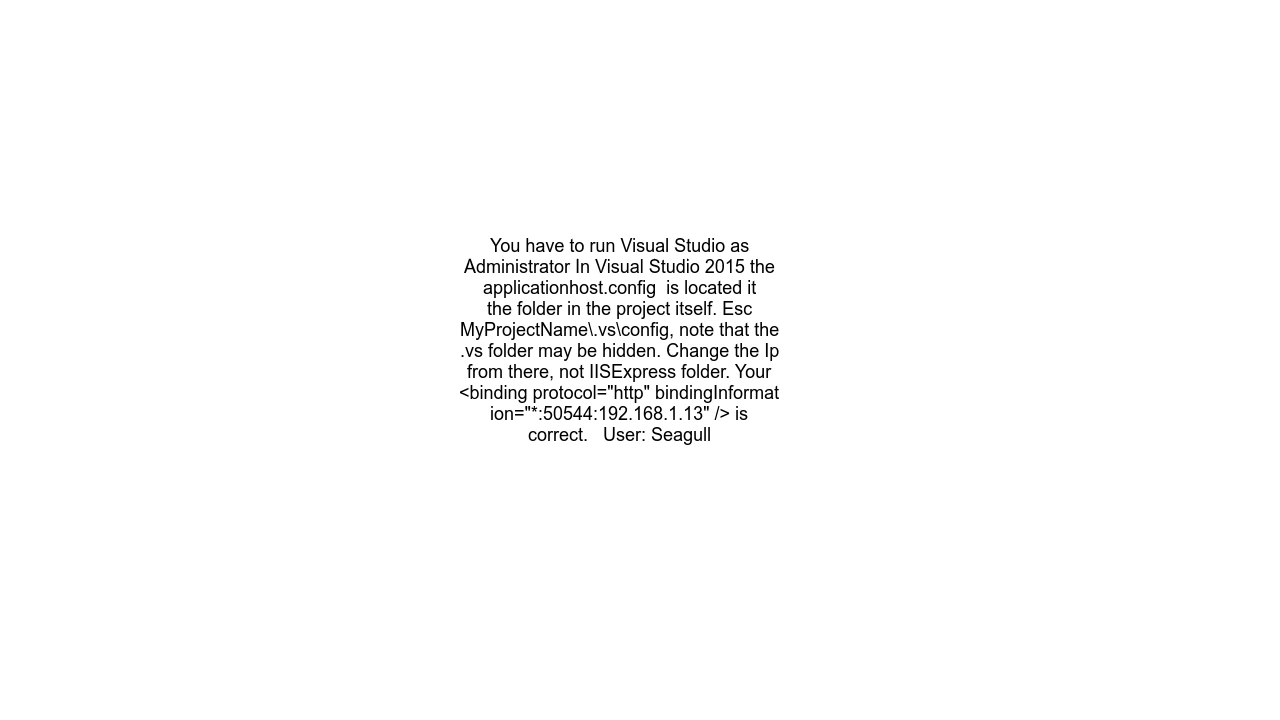 You have to run Visual Studio as
Administrator In Visual Studio 2015 the
applicationhost.config  is located it
the folder in the project itself. Esc
MyProjectName\.vs\config, note that the
.vs folder may be hidden. Change the Ip
from there, not IISExpress folder. Your
<binding protocol="http" bindingInformat
ion="*:50544:192.168.1.13" /> is
correct.   User: Seagull